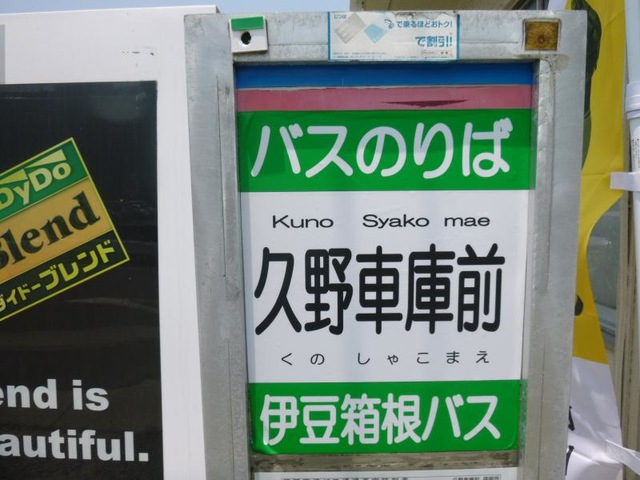 で乗るほどおトク!
で割引!!
バスのりば
Kuno Syako mae
久野車庫前
くの しゃこまえ
伊豆箱根バス
DyDo
Blend
ダイドーブレンド
end is
autiful.